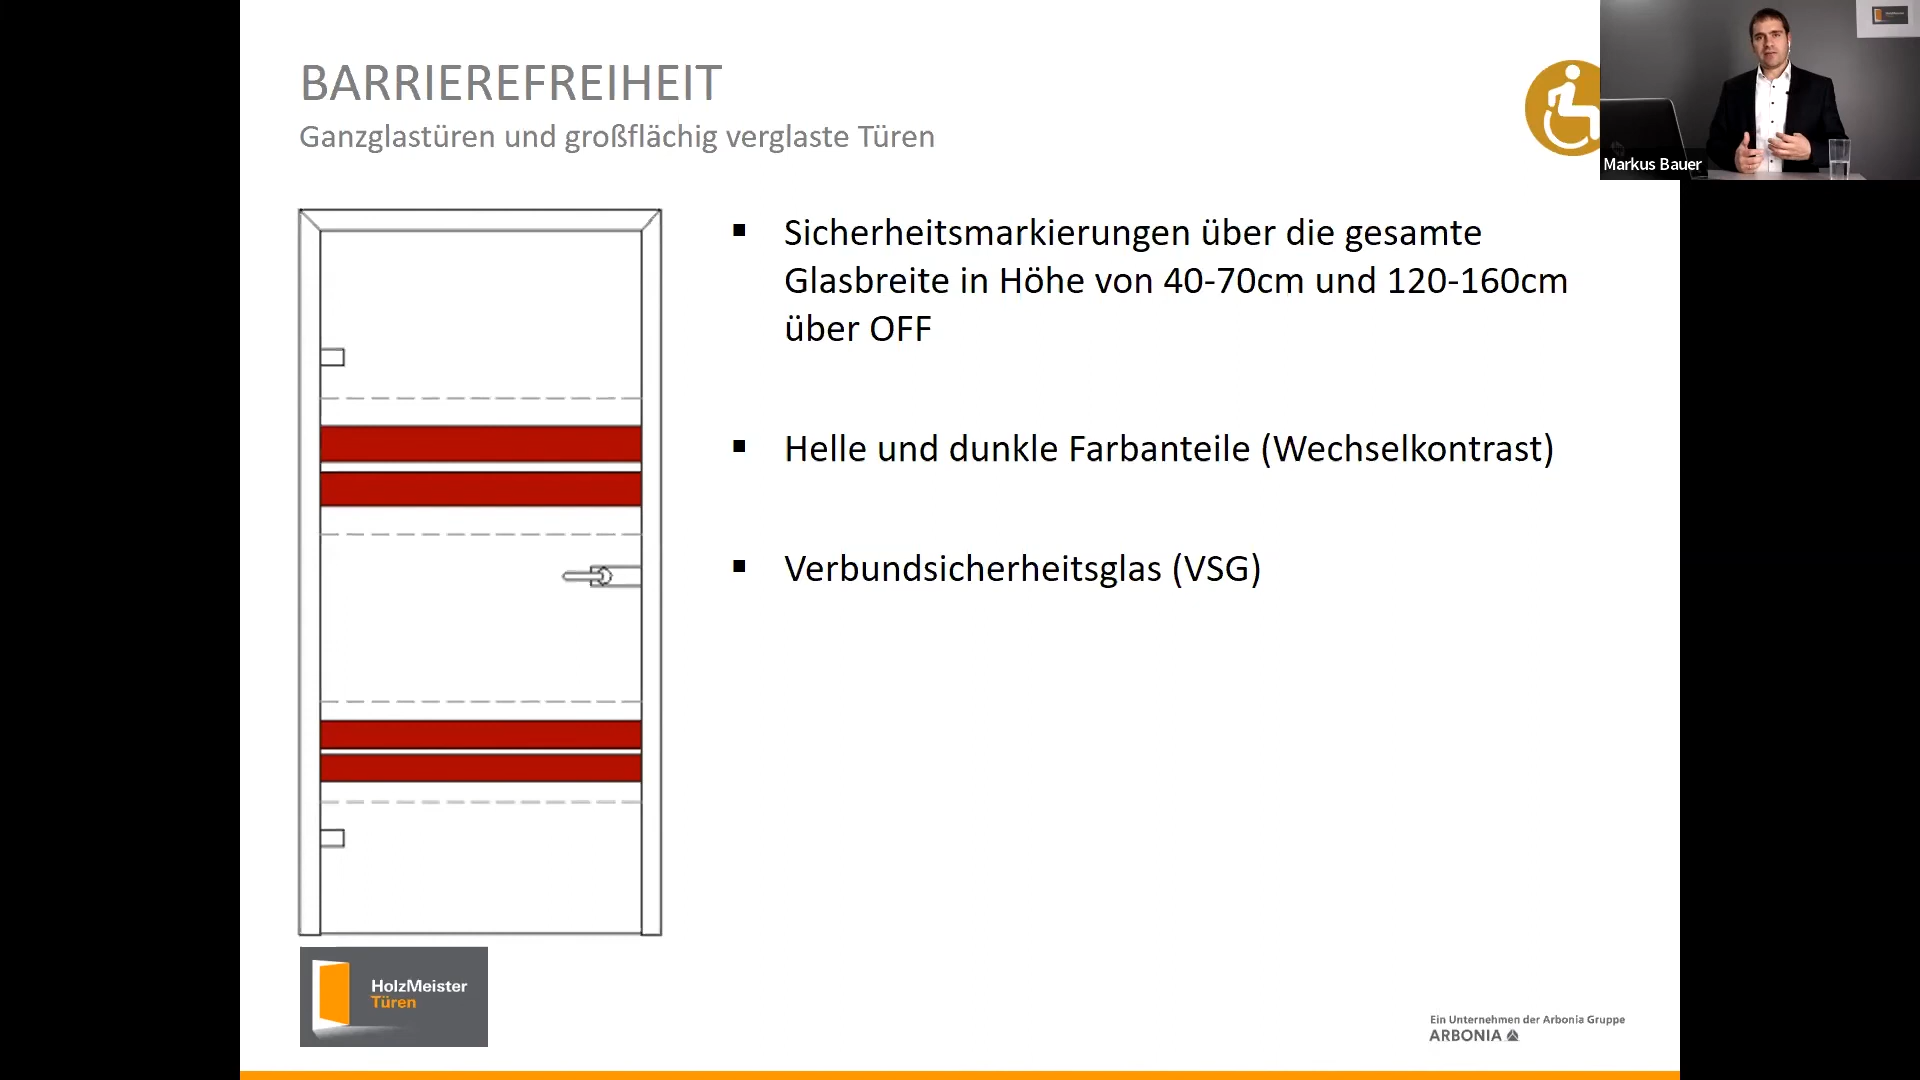 BARRIEREFREIHEIT
Ganzglastüren und großflächig verglaste Türen
Markus Bauer
▪ Sicherheitsmarkierungen über die gesamte
Glasbreite in Höhe von 40-70cm und 120-160cm
über OFF
▪ Helle und dunkle Farbanteile (Wechselkontrast)
▪ Verbundsicherheitsglas (VSG)
HolzMeister
Türen
Ein Unternehmen der Arbonia Gruppe
ARBONIA